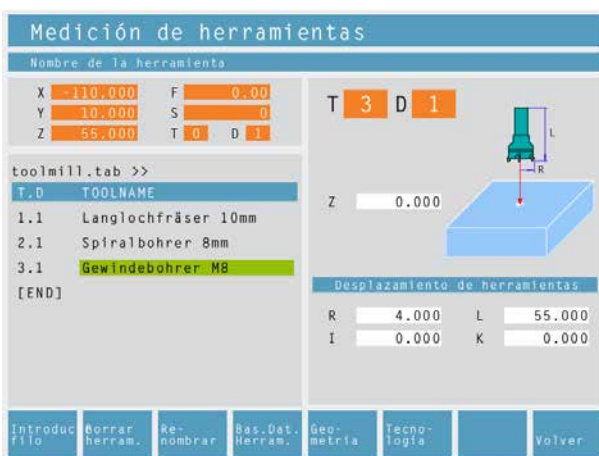 Medición de herramientas
Nombre de la herramienta
X -110,000 F 0.00
Y 10.000 S 0
Z 55.000 T 0 D 1
toolmill.tab >>
T.D TOOLNAME
1.1 Langlochfräser 10mm
2.1 Spiralbohrer 8mm
3.1 Gewindebohrer M8
[END]
T 3 D 1
L
R
Z 0.000
Desplazamiento de herramientas
R 4.000 L 55.000
I 0.000 K 0.000
Introduc filo
Borrar herram.
Re- nombrar
Bas.Dat. Herram.
Geo- metría
Tecno- logía
Volver